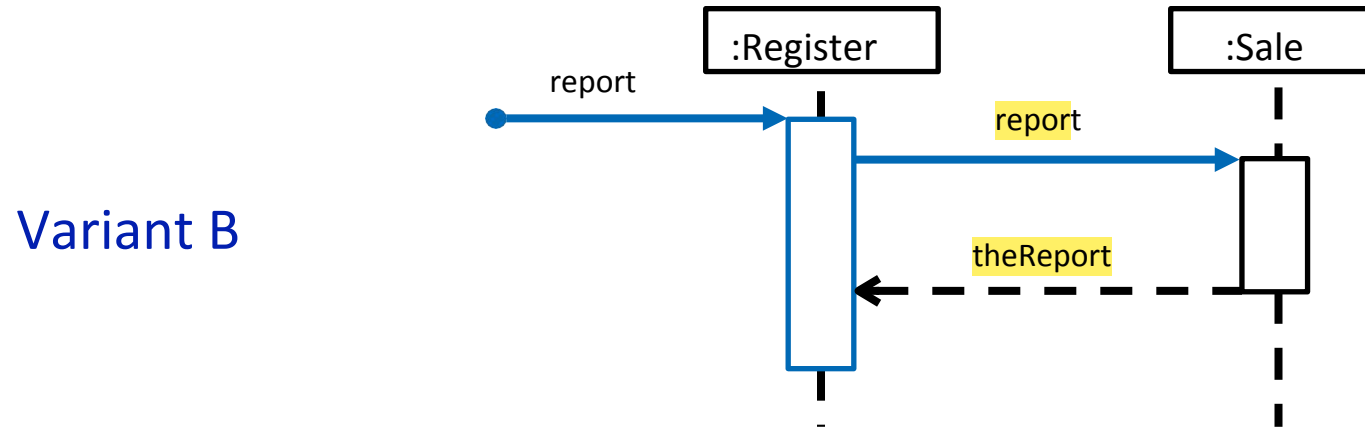 :Register
:Sale
report
report
Variant B
theReport